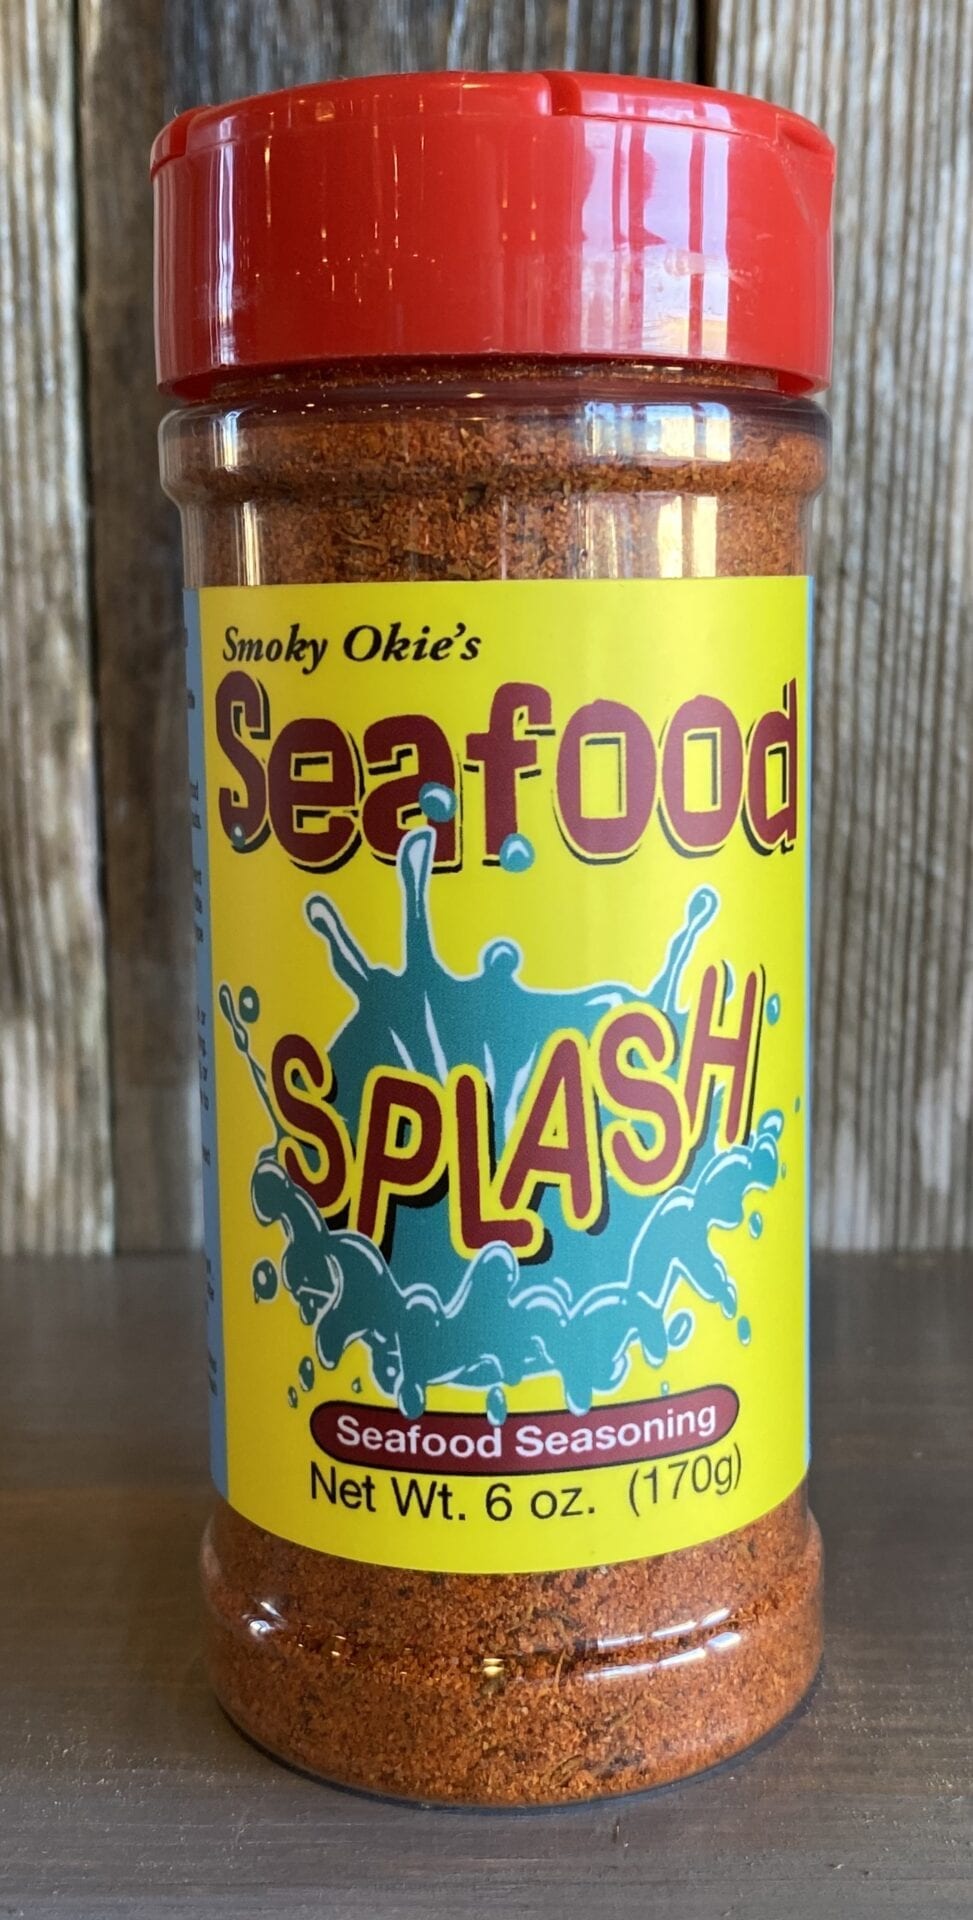 Smoky Okie's
Seafood
SPLASH
Seafood Seasoning
Net Wt. 6 oz. (170g)